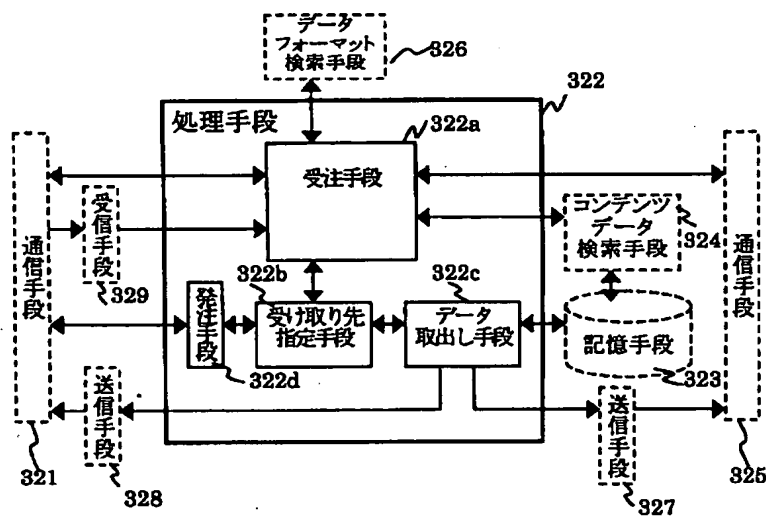 データ
フォーマット
検索手段
326
322
処理手段
322a
受注手段
通信手段
受信手段
329
コンテンツ
データ
検索手段
324
通信手段
322b
322c
発注手段
受け取り先
指定手段
データ
取出し手段
記憶手段
323
322d
送信手段
送信手段
321
328
327
325